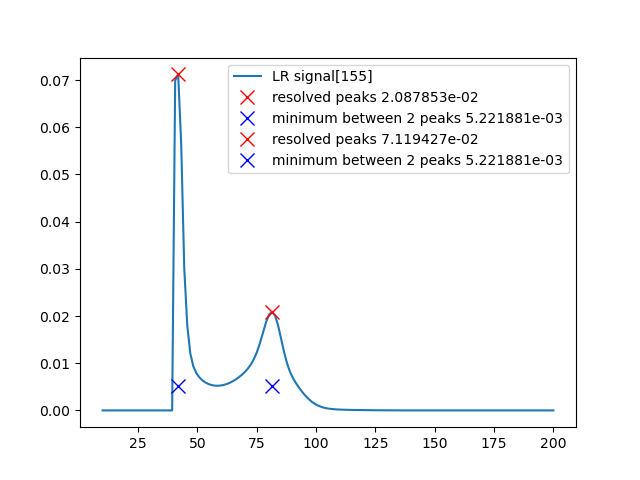 LR signal[155]
resolved peaks 2.087853e-02
minimum between 2 peaks 5.221881e-03
resolved peaks 7.119427e-02
minimum between 2 peaks 5.221881e-03
0.07
0.06
0.05
0.04
0.03
0.02
0.01
0.00
25 50 75 100 125 150 175 200